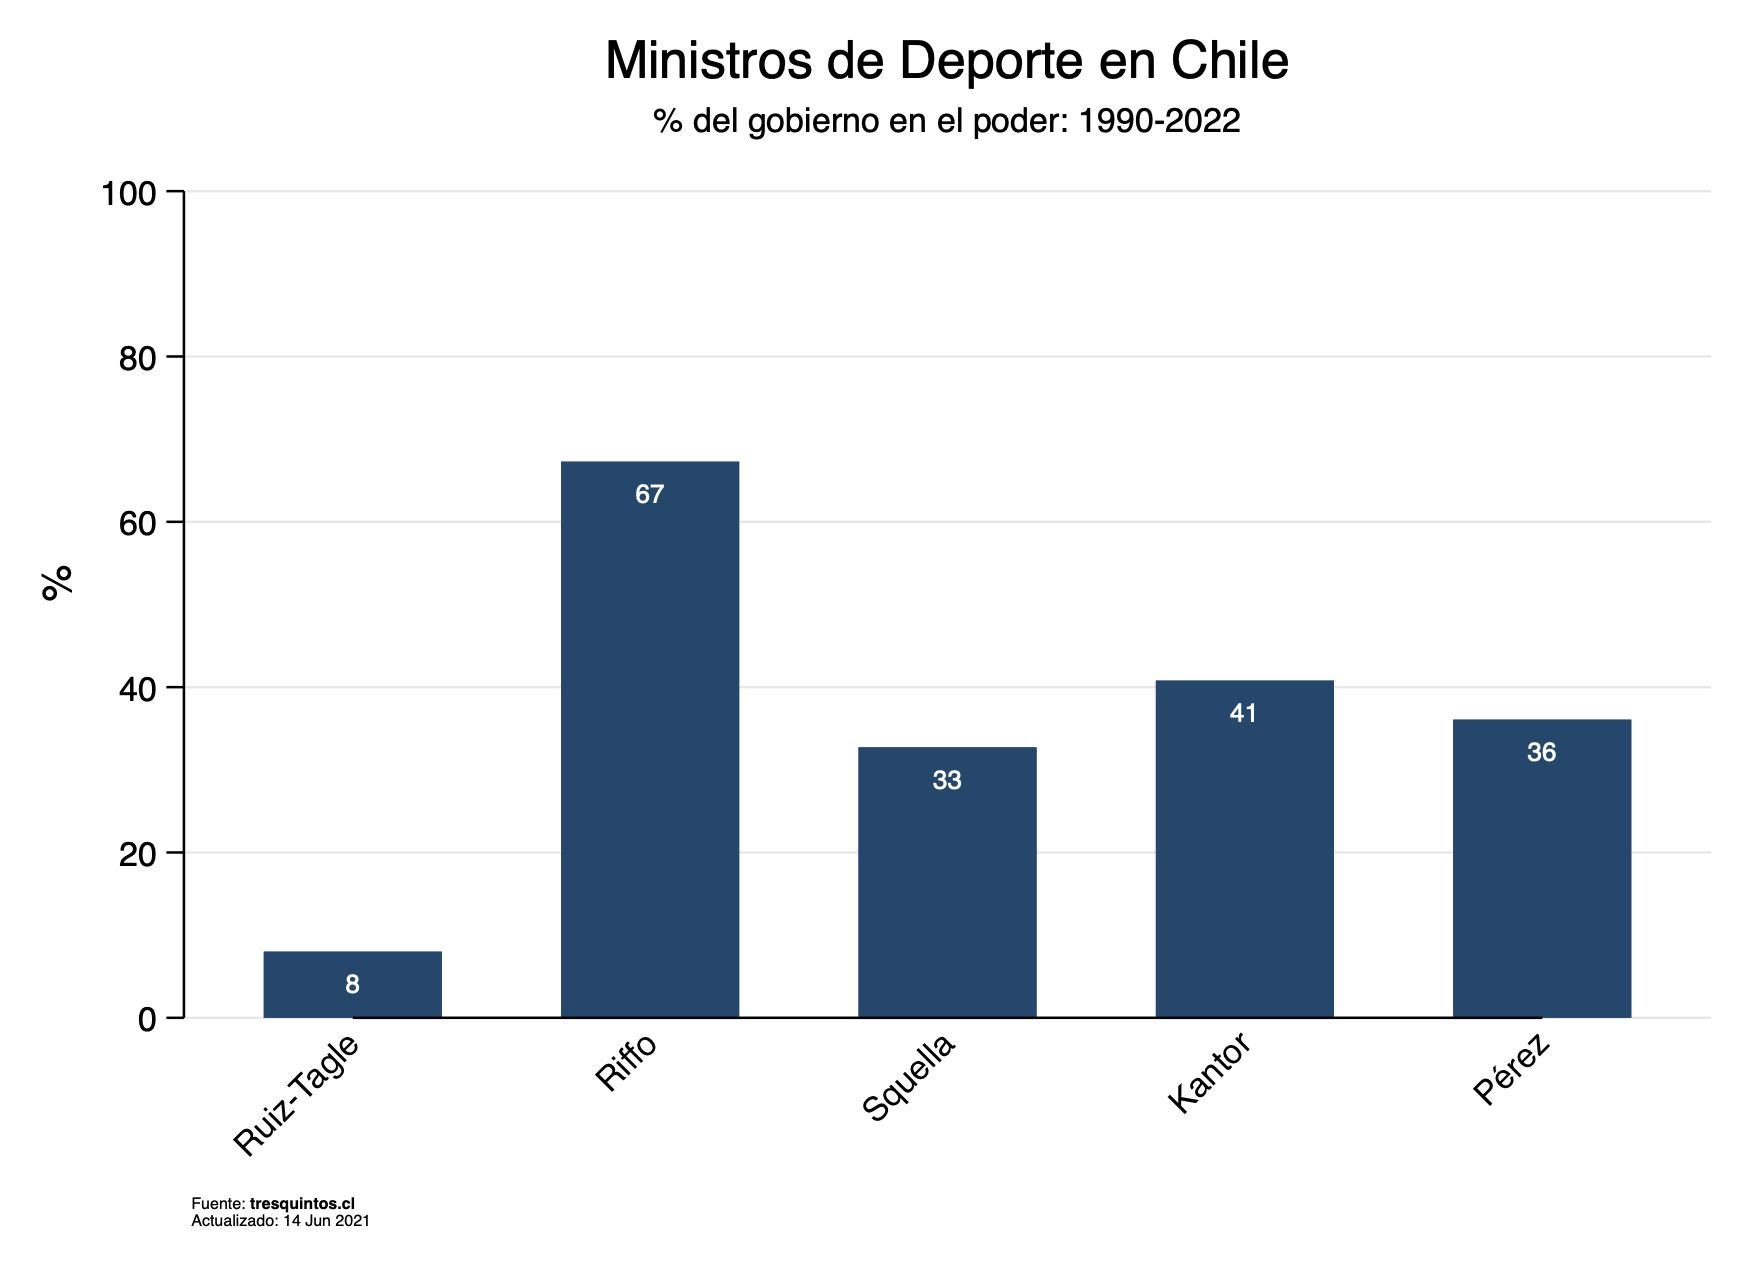 Ministros de Deporte en Chile
% del gobierno en el poder: 1990-2022
%
100
80
60
40
20
0
8
67
33
41
36
Ruiz-Tagle
Riffo
Squella
Kantor
Pérez
Fuente: tresquintos.cl
Actualizado: 14 Jun 2021